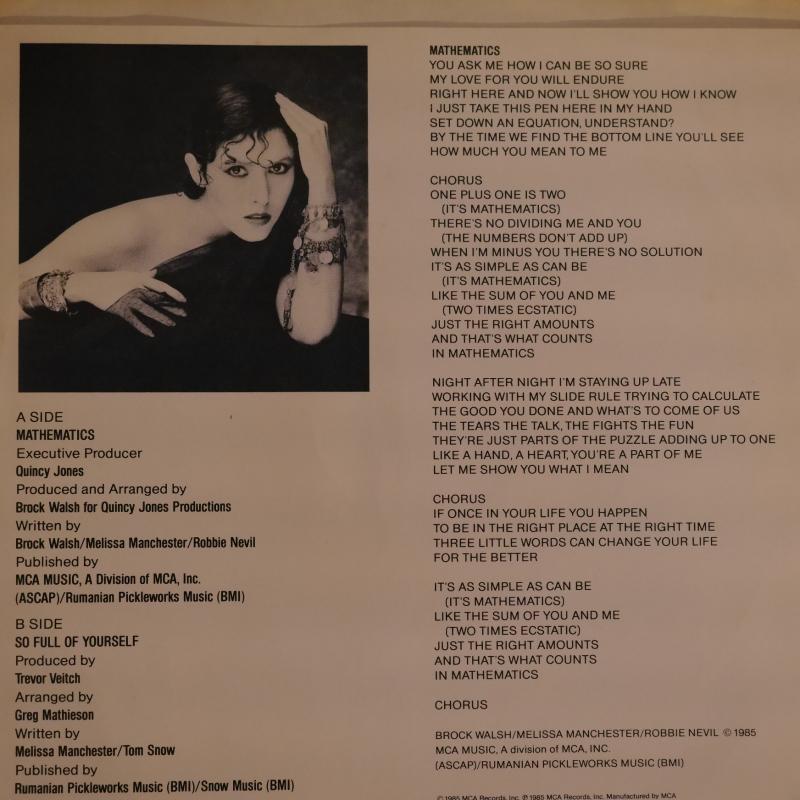 A SIDE
MATHEMATICS
Executive Producer
Quincy Jones
Produced and Arranged by
Brock Walsh for Quincy Jones Productions
Written by
Brock Walsh/Melissa Manchester/Robbie Nevil
Published by
MCA MUSIC, A Division of MCA, Inc.
(ASCAP)/Rumanian Pickleworks Music (BMI)
B SIDE
SO FULL OF YOURSELF
Produced by
Trevor Veitch
Arranged by
Greg Mathieson
Written by
Melissa Manchester/Tom Snow
Published by
Rumanian Pickleworks Music (BMI)/Snow Music (BMI)
MATHEMATICS
YOU ASK ME HOW I CAN BE SO SURE
MY LOVE FOR YOU WILL ENDURE
RIGHT HERE AND NOW I'LL SHOW YOU HOW I KNOW
I JUST TAKE THIS PEN HERE IN MY HAND
SET DOWN AN EQUATION, UNDERSTAND?
BY THE TIME WE FIND THE BOTTOM LINE YOU'LL SEE
HOW MUCH YOU MEAN TO ME
CHORUS
ONE PLUS ONE IS TWO
(IT'S MATHEMATICS)
THERE'S NO DIVIDING ME AND YOU
(THE NUMBERS DON'T ADD UP)
WHEN I'M MINUS YOU THERE'S NO SOLUTION
IT'S AS SIMPLE AS CAN BE
(IT'S MATHEMATICS)
LIKE THE SUM OF YOU AND ME
(TWO TIMES ECSTATIC)
JUST THE RIGHT AMOUNTS
AND THAT'S WHAT COUNTS
IN MATHEMATICS
NIGHT AFTER NIGHT I'M STAYING UP LATE
WORKING WITH MY SLIDE RULE TRYING TO CALCULATE
THE GOOD YOU DONE AND WHAT'S TO COME OF US
THE TEARS THE TALK, THE FIGHTS THE FUN
THEY'RE JUST PARTS OF THE PUZZLE ADDING UP TO ONE
LIKE A HAND, A HEART, YOU'RE A PART OF ME
LET ME SHOW YOU WHAT I MEAN
CHORUS
IF ONCE IN YOUR LIFE YOU HAPPEN
TO BE IN THE RIGHT PLACE AT THE RIGHT TIME
THREE LITTLE WORDS CAN CHANGE YOUR LIFE
FOR THE BETTER
IT'S AS SIMPLE AS CAN BE
(IT'S MATHEMATICS)
LIKE THE SUM OF YOU AND ME
(TWO TIMES ECSTATIC)
JUST THE RIGHT AMOUNTS
AND THAT'S WHAT COUNTS
IN MATHEMATICS
CHORUS
BROCK WALSH/MELISSA MANCHESTER/ROBBIE NEVIL © 1985
MCA MUSIC, A division of MCA, INC.
(ASCAP)/RUMANIAN PICKLEWORKS MUSIC (BMI)
© 1985 MCA Records, Inc. ℗ 1985 MCA Records, Inc. Manufactured by MCA